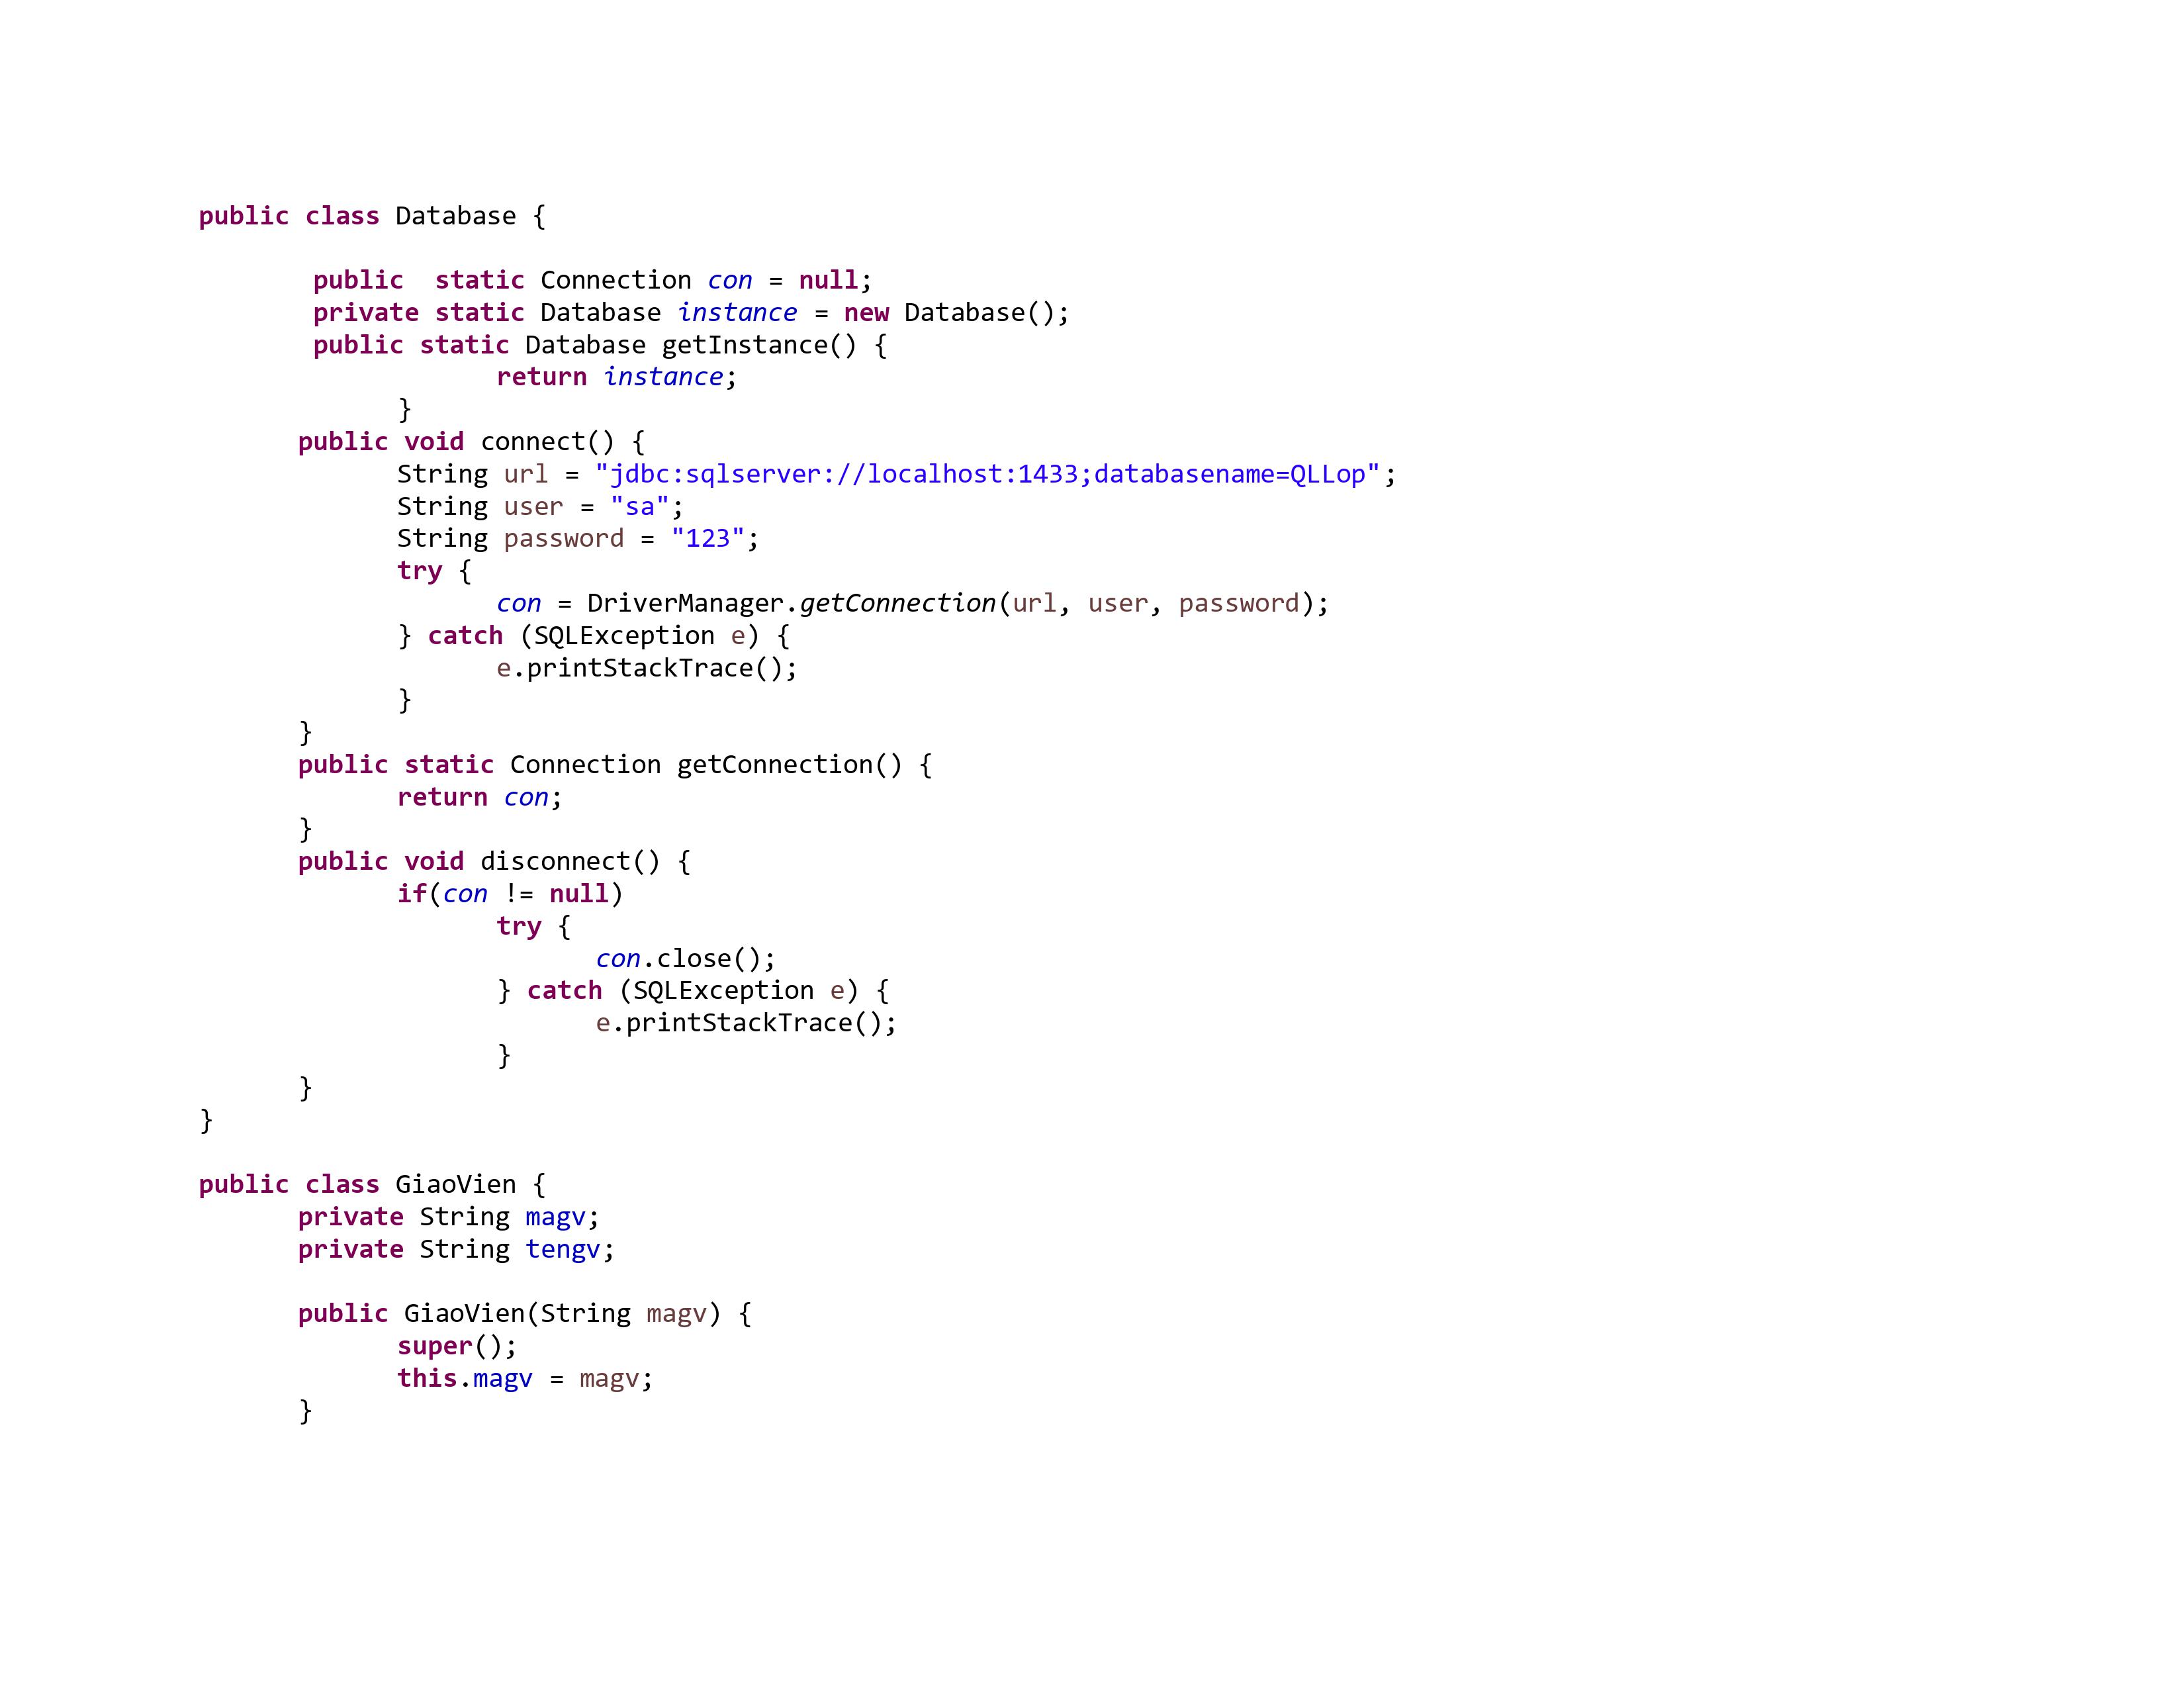 public class Database {
public  static Connection con = null;
private static Database instance = new Database();
public static Database getInstance() {
return instance;
}
public void connect() {
String url = "jdbc:sqlserver://localhost:1433;databasename=QLLop";
String user = "sa";
String password = "123";
try {
con = DriverManager.getConnection(url, user, password);
} catch (SQLException e) {
e.printStackTrace();
}
}
public static Connection getConnection() {
return con;
}
public void disconnect() {
if(con != null)
try {
con.close();
} catch (SQLException e) {
e.printStackTrace();
}
}
}
public class GiaoVien {
private String magv;
private String tengv;
public GiaoVien(String magv) {
super();
this.magv = magv;
}